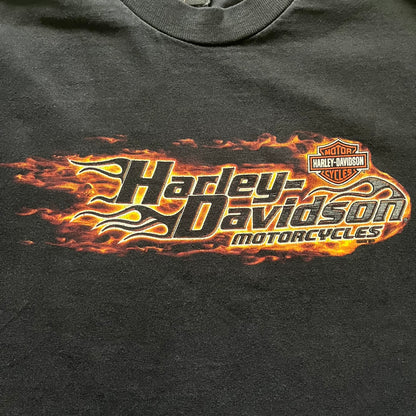 MOTOR
HARLEY-DAVIDSON
CYCLES
Harley-
Davidson
MOTORCYCLES